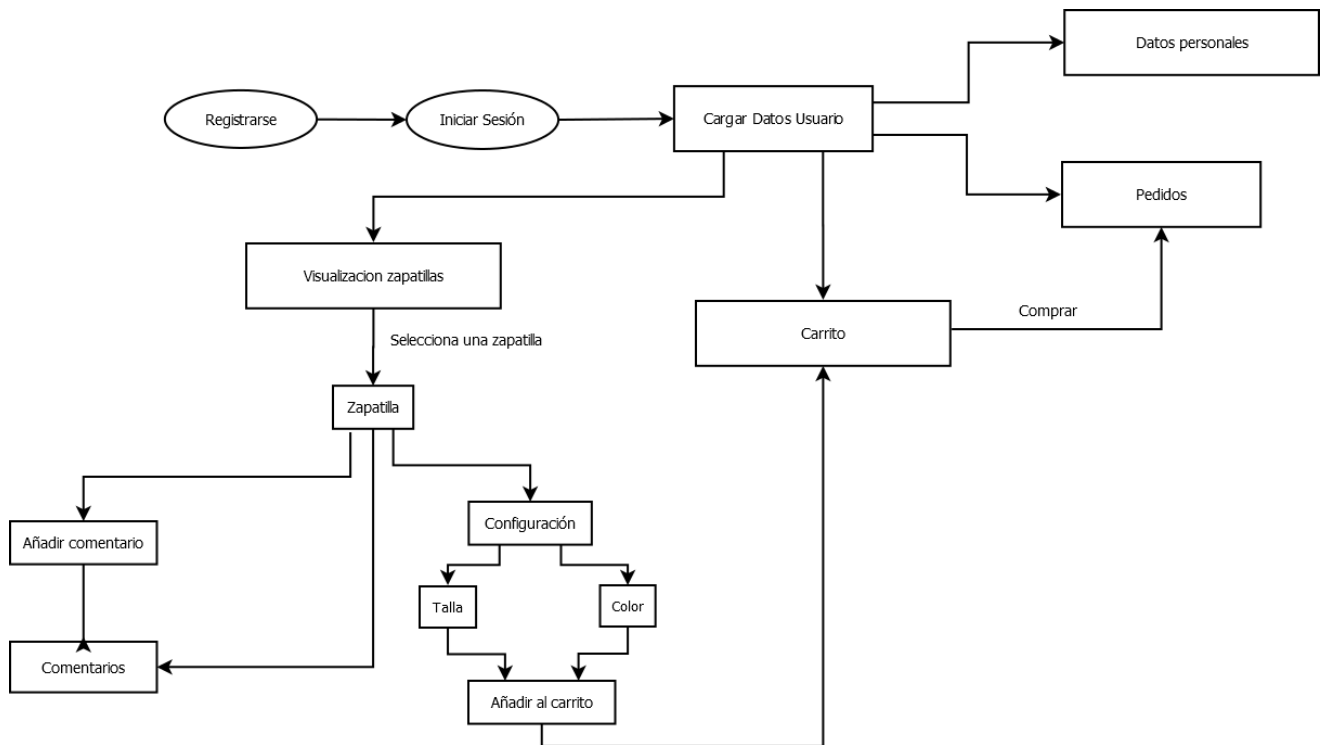 Datos personales
Registrarse
Iniciar Sesión
Cargar Datos Usuario
Pedidos
Visualizacion zapatillas
Comprar
Carrito
Selecciona una zapatilla
Zapatilla
Configuración
Añadir comentario
Talla
Color
Comentarios
Añadir al carrito